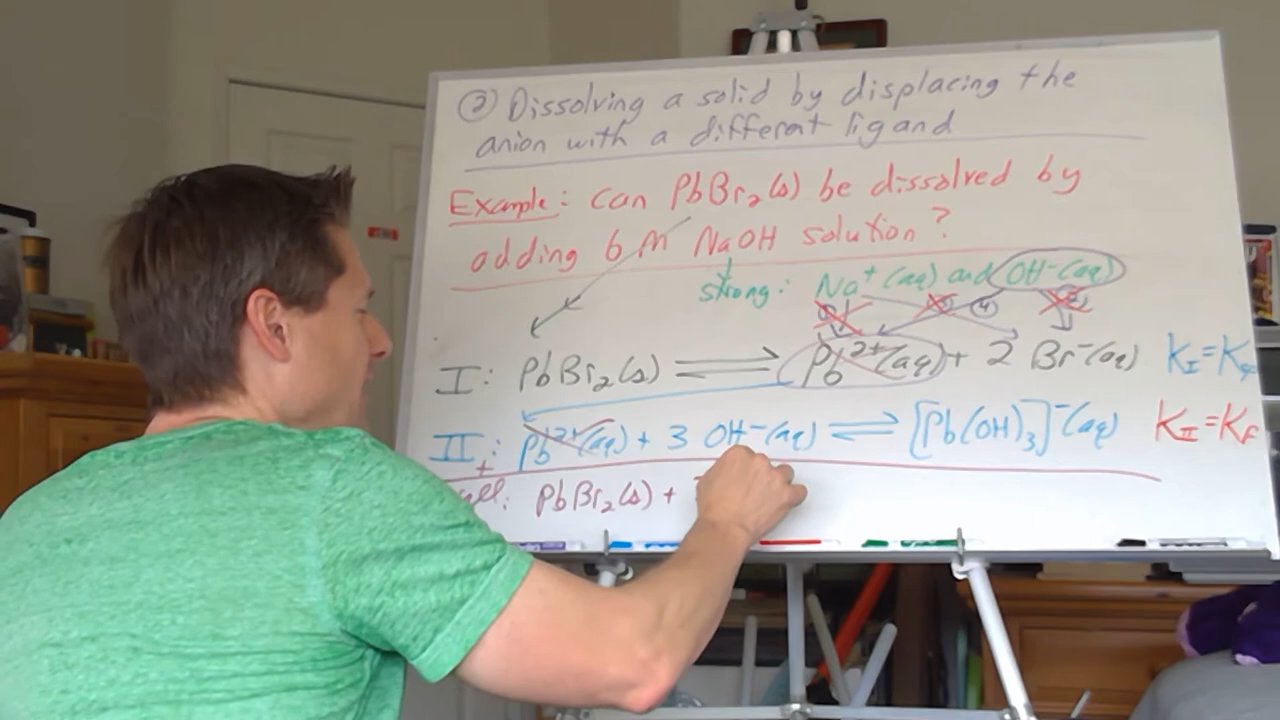 ② Dissolving a solid by displacing the
anion with a different ligand
Example: Can PbBr₂(s) be dissolved by
adding 6 M NaOH solution?
strong: Na⁺(aq) and OH⁻(aq)
④
I: PbBr₂(s) ⇌ Pb²⁺(aq) + 2 Br⁻(aq) K_I = K
II: Pb²⁺(aq) + 3 OH⁻(aq) ⇌ [Pb(OH)₃]⁻(aq) K_II = K_f
+
PbBr₂(s) +